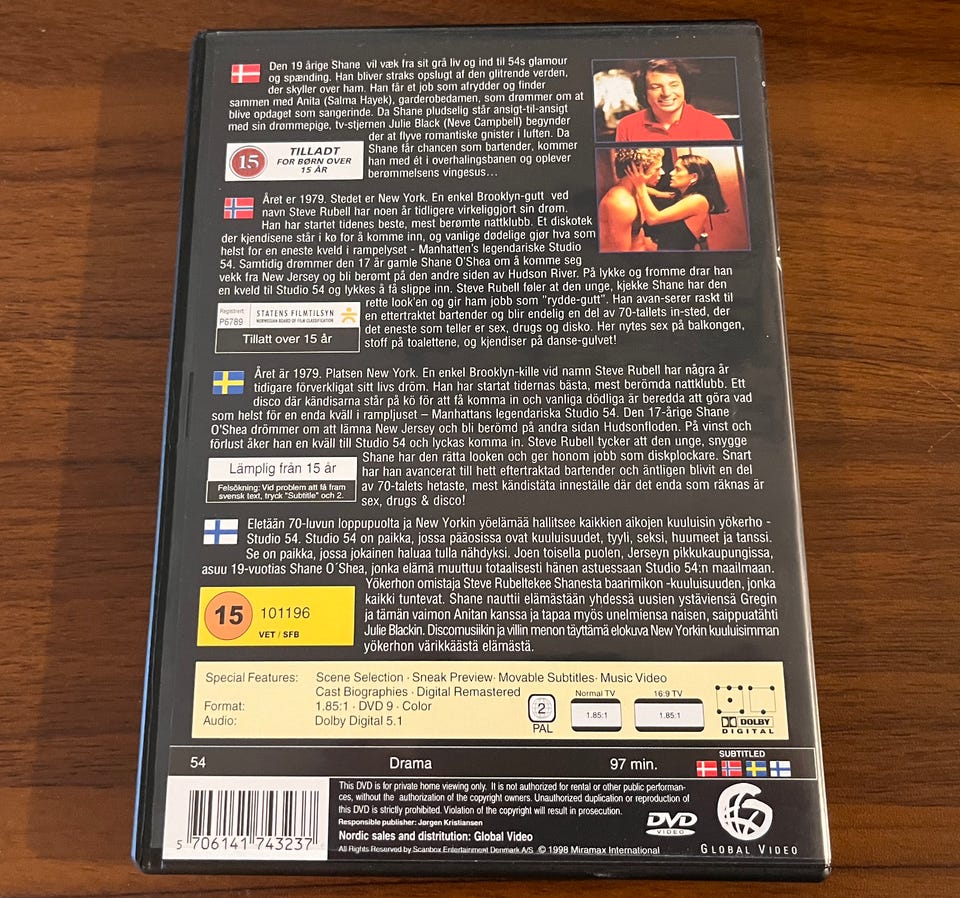 Den 19 årige Shane vil væk fra sit grå liv og ind til 54s glamour
og spænding. Han bliver straks opslugt af den glitrende verden,
der skyller over ham. Han får et job som afrydder og finder
sammen med Anita (Salma Hayek), garderobedamen, som drømmer om at
blive opdaget som sangerinde. Da Shane pludselig står ansigt-til-ansigt
med sin drømmepige, tv-stjernen Julie Black (Neve Campbell) begynder
der at flyve romantiske gnister i luften. Da
Shane får chancen som bartender, kommer
han med ét i overhalingsbanen og oplever
berømmelsens vingesus...
15
TILLADT
FOR BØRN OVER
15 ÅR
Året er 1979. Stedet er New York. En enkel Brooklyn-gutt ved
navn Steve Rubell har noen år tidligere virkeliggjort sin drøm.
Han har startet tidenes beste, mest berømte nattklubb. Et diskotek
der kjendisene står i kø for å komme inn, og vanlige dødelige gjør hva som
helst for en eneste kveld i rampelyset - Manhatten's legendariske Studio
54. Samtidig drømmer den 17 år gamle Shane O'Shea om å komme seg
vekk fra New Jersey og bli berømt på den andre siden av Hudson River. På lykke og fromme drar han
en kveld til Studio 54 og lykkes å få slippe inn. Steve Rubell føler at den unge, kjekke Shane har den
rette look'en og gir ham jobb som "rydde-gutt". Han avan-serer raskt til
en ettertraktet bartender og blir endelig en del av 70-tallets in-sted, der
det eneste som teller er sex, drugs og disko. Her nytes sex på balkongen,
stoff på toalettene, og kjendiser på danse-gulvet!
Registrert
P6789
STATENS FILMTILSYN
NORWEGIAN BOARD OF FILM CLASSIFICATION
Tillatt over 15 år
Året är 1979. Platsen New York. En enkel Brooklyn-kille vid namn Steve Rubell har några år
tidigare förverkligat sitt livs dröm. Han har startat tidernas bästa, mest berömda nattklubb. Ett
disco där kändisarna står på kö för att få komma in och vanliga dödliga är beredda att göra vad
som helst för en enda kväll i rampljuset – Manhattans legendariska Studio 54. Den 17-årige Shane
O'Shea drömmer om att lämna New Jersey och bli berömd på andra sidan Hudsonfloden. På vinst och
förlust åker han en kväll till Studio 54 och lyckas komma in. Steve Rubell tycker att den unge, snygge
Shane har den rätta looken och ger honom jobb som diskplockare. Snart
har han avancerat till hett eftertraktad bartender och äntligen blivit en del
av 70-talets hetaste, mest kändistäta inneställe där det enda som räknas är
sex, drugs & disco!
Lämplig från 15 år
Felsökning: Vid problem att få fram
svensk text, tryck "Subtitle" och 2.
Eletään 70-luvun loppupuolta ja New Yorkin yöelämää hallitsee kaikkien aikojen kuuluisin yökerho -
Studio 54. Studio 54 on paikka, jossa pääosissa ovat kuuluisuudet, tyyli, seksi, huumeet ja tanssi.
Se on paikka, jossa jokainen haluaa tulla nähdyksi. Joen toisella puolen, Jerseyn pikkukaupungissa,
asuu 19-vuotias Shane O´Shea, jonka elämä muuttuu totaalisesti hänen astuessaan Studio 54:n maailmaan.
Yökerhon omistaja Steve Rubeltekee Shanesta baarimikon -kuuluisuuden, jonka
kaikki tuntevat. Shane nauttii elämästään yhdessä uusien ystäviensä Gregin
ja tämän vaimon Anitan kanssa ja tapaa myös unelmiensa naisen, saippuatähti
Julie Blackin. Discomusiikin ja villin menon täyttämä elokuva New Yorkin kuuluisimman
yökerhon värikkäästä elämästä.
15
101196
VET / SFB
Special Features: Scene Selection · Sneak Preview· Movable Subtitles· Music Video
Cast Biographies · Digital Remastered
Format: 1.85:1 · DVD 9 · Color
Audio: Dolby Digital 5.1
2
PAL
Normal TV
1.85:1
16:9 TV
1.85:1
DOLBY
DIGITAL
54 Drama 97 min.
SUBTITLED
5 706141 743237
This DVD is for private home viewing only. It is not authorized for rental or other public performan-
ces, without the authorization of the copyright owners. Unauthorized duplication or reproduction of
this DVD is strictly prohibited. Violation of the copyright will result in prosecution.
Responsible publisher: Jørgen Kristiansen
Nordic sales and distritution: Global Video
All Rights Reserved by Scanbox Entertainment Denmark A/S © 1998 Miramax International
DVD
VIDEO
GLOBAL VIDEO